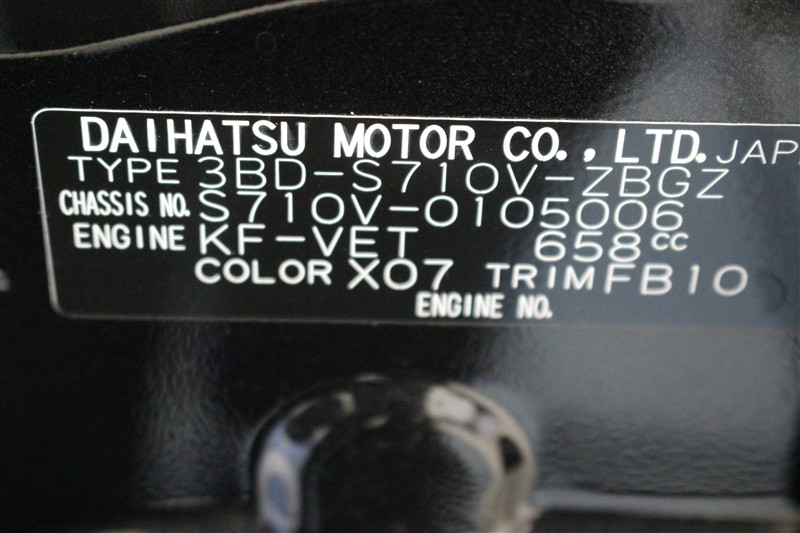 DAIHATSU MOTOR CO., LTD. JAP
TYPE 3BD-S710V-ZBGZ
CHASSIS NO. S710V-0105006
ENGINE KF-VET 658cc
COLOR X07 TRIM FB10
ENGINE NO.